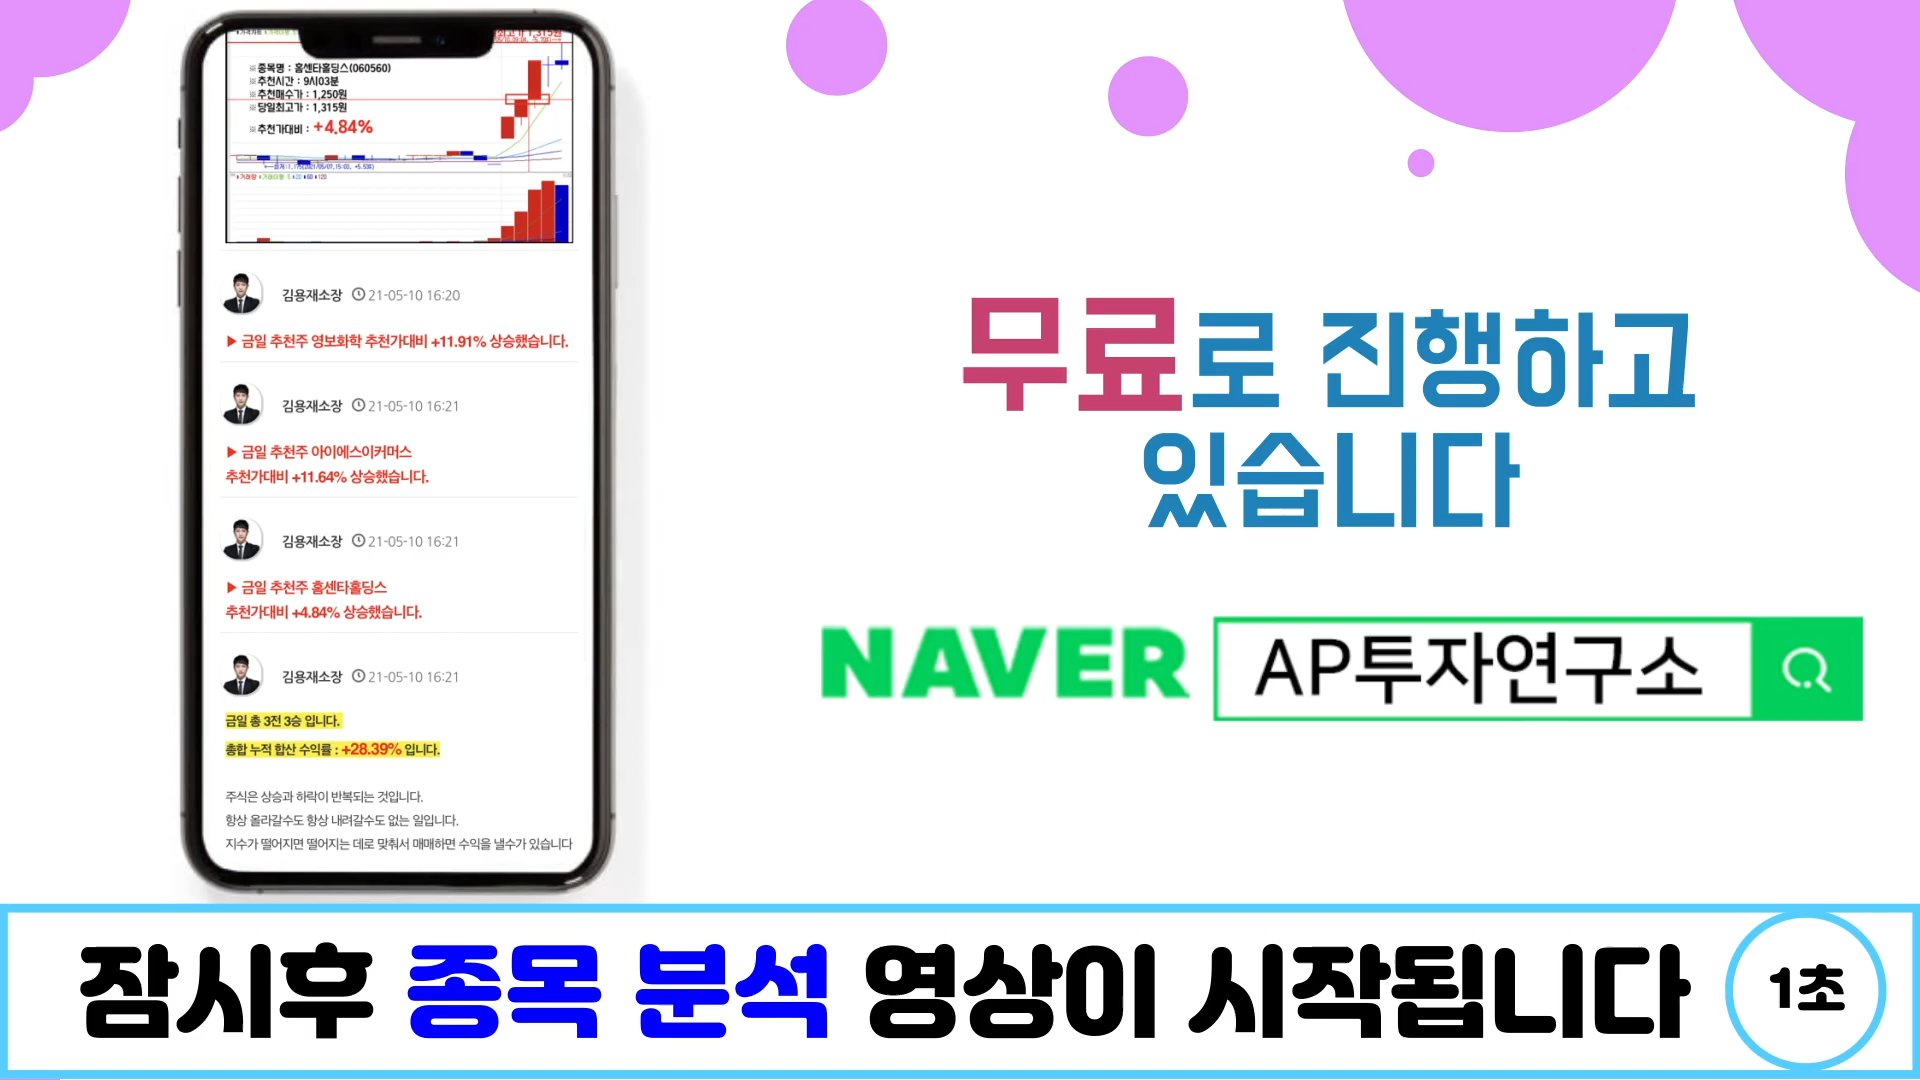 ※종목명 : 홈센타홀딩스(060560)
※추천시간 : 9시03분
※추천매수가 : 1,250원
※당일최고가 : 1,315원
※추천가대비 : +4.84%
김용재소장 21-05-10 16:20
▶ 금일 추천주 영보화학 추천가대비 +11.91% 상승했습니다.
김용재소장 21-05-10 16:21
▶ 금일 추천주 아이에스이커머스
추천가대비 +11.64% 상승했습니다.
김용재소장 21-05-10 16:21
▶ 금일 추천주 홈센타홀딩스
추천가대비 +4.84% 상승했습니다.
김용재소장 21-05-10 16:21
금일 총 3전 3승 입니다.
총합 누적 합산 수익률 : +28.39% 입니다.
주식은 상승과 하락이 반복되는 것입니다.
항상 올라갈수도 항상 내려갈수도 없는 일입니다.
지수가 떨어지면 떨어지는 데로 맞춰서 매매하면 수익을 낼수가 있습니다
무료로 진행하고
있습니다
NAVER AP투자연구소
잠시후 종목 분석 영상이 시작됩니다 1초